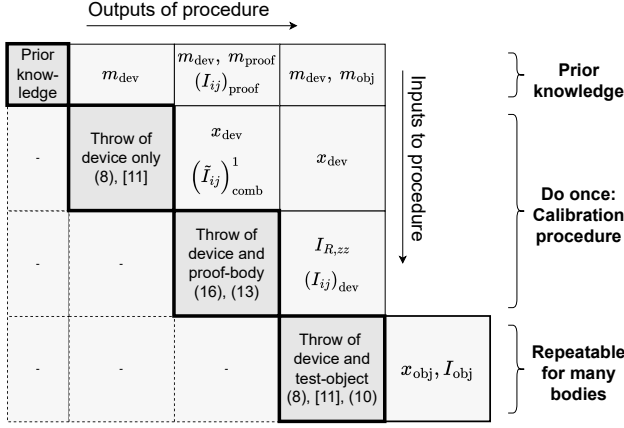 Outputs of procedure
Prior
know-
ledge
m_dev
m_dev, m_proof
(I_ij)_proof
m_dev, m_obj
Prior
knowledge
Inputs to procedure
-
Throw of
device only
(8), [11]
x_dev
(Ĩ_ij)^1_comb
x_dev
Do once:
Calibration
procedure
-
-
Throw of
device and
proof-body
(16), (13)
I_R,zz
(I_ij)_dev
-
-
-
Throw of
device and
test-object
(8), [11], (10)
x_obj, I_obj
Repeatable
for many
bodies